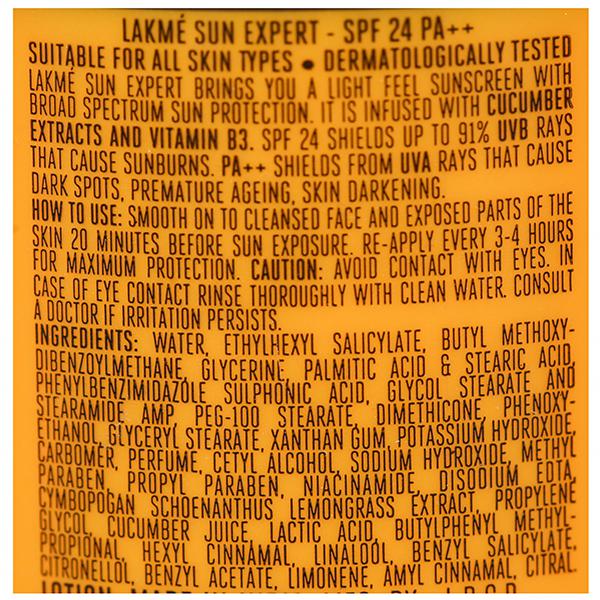 LAKMÉ SUN EXPERT - SPF 24 PA++
SUITABLE FOR ALL SKIN TYPES • DERMATOLOGICALLY TESTED
LAKMÉ SUN EXPERT BRINGS YOU A LIGHT FEEL SUNSCREEN WITH
BROAD SPECTRUM SUN PROTECTION. IT IS INFUSED WITH CUCUMBER
EXTRACTS AND VITAMIN B3. SPF 24 SHIELDS UP TO 91% UVB RAYS
THAT CAUSE SUNBURNS. PA++ SHIELDS FROM UVA RAYS THAT CAUSE
DARK SPOTS, PREMATURE AGEING, SKIN DARKENING.
HOW TO USE: SMOOTH ON TO CLEANSED FACE AND EXPOSED PARTS OF THE
SKIN 20 MINUTES BEFORE SUN EXPOSURE. RE-APPLY EVERY 3-4 HOURS
FOR MAXIMUM PROTECTION. CAUTION: AVOID CONTACT WITH EYES. IN
CASE OF EYE CONTACT RINSE THOROUGHLY WITH CLEAN WATER. CONSULT
A DOCTOR IF IRRITATION PERSISTS.
INGREDIENTS: WATER, ETHYLHEXYL SALICYLATE, BUTYL METHOXY-
DIBENZOYLMETHANE, GLYCERINE, PALMITIC ACID & STEARIC ACID,
PHENYLBENZIMIDAZOLE SULPHONIC ACID, GLYCOL STEARATE AND
STEARAMIDE AMP, PEG-100 STEARATE, DIMETHICONE, PHENOXY-
ETHANOL, GLYCERYL STEARATE, XANTHAN GUM, POTASSIUM HYDROXIDE,
CARBOMER, PERFUME, CETYL ALCOHOL, SODIUM HYDROXIDE, METHYL
PARABEN, PROPYL PARABEN, NIACINAMIDE, DISODIUM EDTA,
CYMBOPOGAN SCHOENANTHUS LEMONGRASS EXTRACT, PROPYLENE
GLYCOL, CUCUMBER JUICE, LACTIC ACID, BUTYLPHENYL METHYL-
PROPIONAL, HEXYL CINNAMAL, LINALOOL, BENZYL SALICYLATE,
CITRONELLOL, BENZYL ACETATE, LIMONENE, AMYL CINNAMAL, CITRAL.